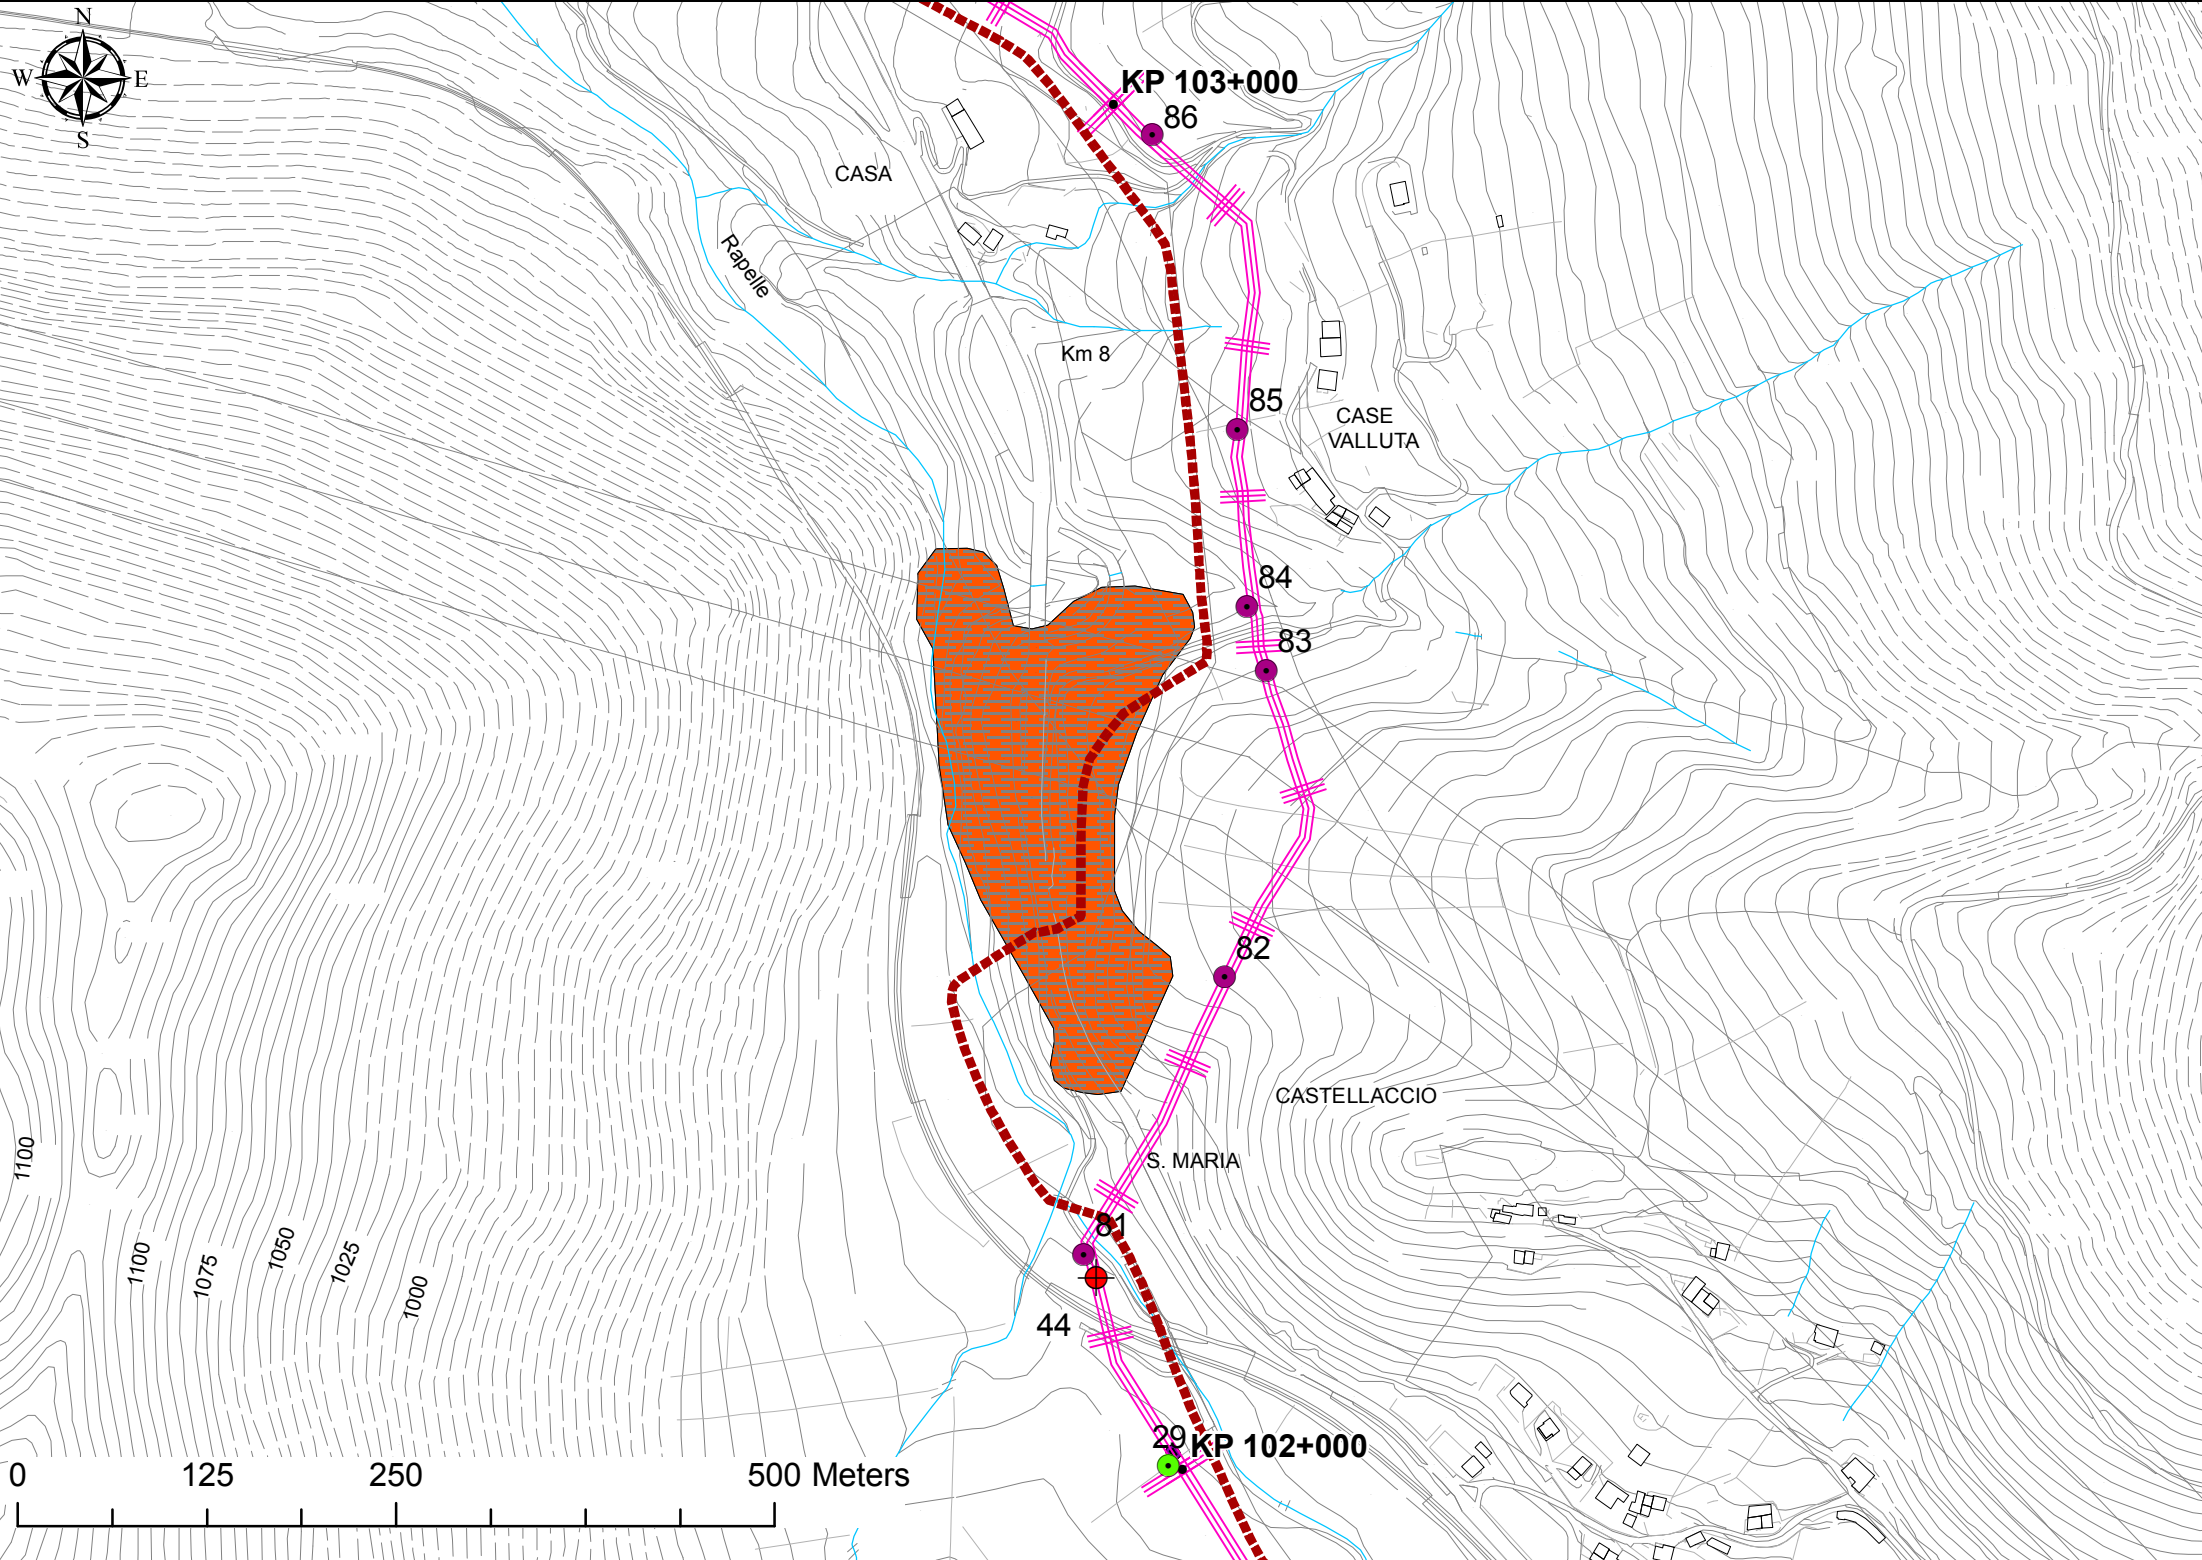 N
W E
S
KP 103+000
86
CASA
Rapelle
Km 8
85
CASE
VALLUTA
84
83
82
CASTELLACCIO
S. MARIA
81
44
1100
1100
1075
1050
1025
1000
29
KP 102+000
0 125 250 500 Meters